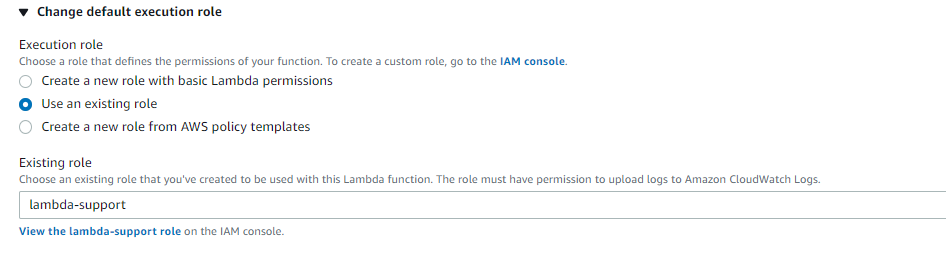 Change default execution role
Execution role
Choose a role that defines the permissions of your function. To create a custom role, go to the IAM console.
Create a new role with basic Lambda permissions
Use an existing role
Create a new role from AWS policy templates
Existing role
Choose an existing role that you've created to be used with this Lambda function. The role must have permission to upload logs to Amazon CloudWatch Logs.
lambda-support
View the lambda-support role on the IAM console.